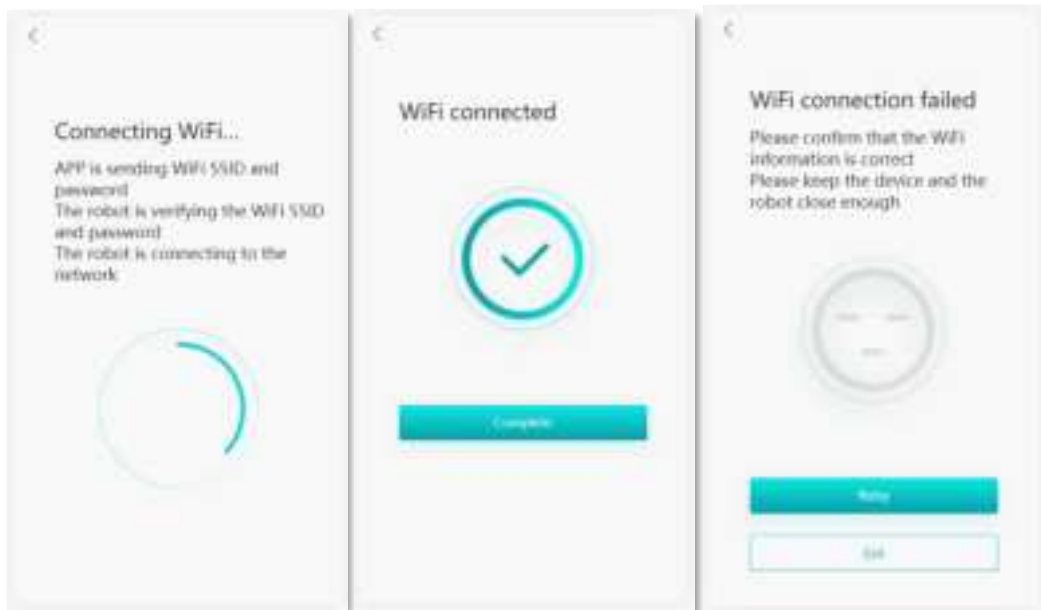 Connecting WiFi...
APP is sending WiFi SSID and
password
The robot is verifying the WiFi SSID
and password
The robot is connecting to the
network
WiFi connected
Complete
WiFi connection failed
Please confirm that the WiFi
information is correct
Please keep the device and the
robot close enough
Retry
Exit